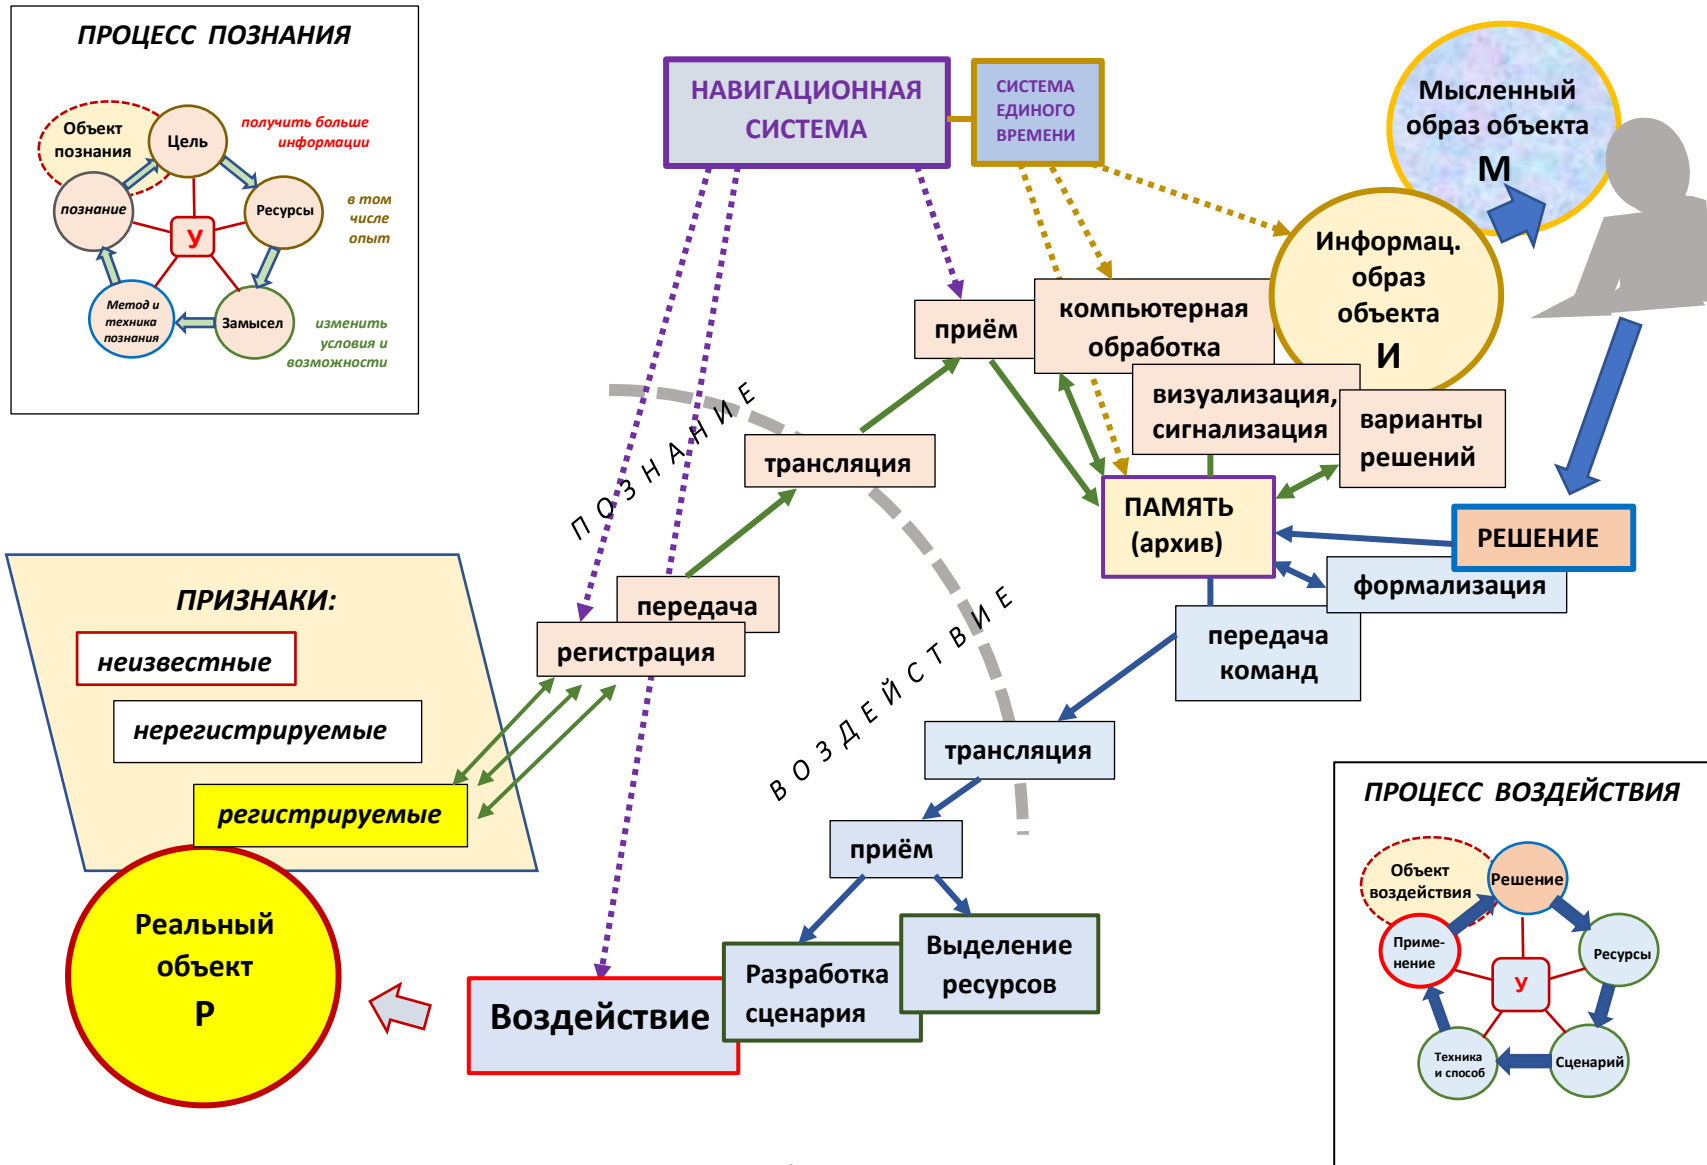 ПРОЦЕСС ПОЗНАНИЯ
Объект
познания
Цель
получить больше
информации
познание
Ресурсы
в том
числе
опыт
У
Метод и
техника
познания
Замысел
изменить
условия и
возможности
НАВИГАЦИОННАЯ
СИСТЕМА
СИСТЕМА
ЕДИНОГО
ВРЕМЕНИ
Мысленный
образ объекта
М
Информац.
образ
объекта
И
приём
компьютерная
обработка
визуализация,
сигнализация
варианты
решений
ПОЗНАНИЕ
трансляция
ПАМЯТЬ
(архив)
РЕШЕНИЕ
формализация
передача
регистрация
передача
команд
ВОЗДЕЙСТВИЕ
ПРИЗНАКИ:
неизвестные
нерегистрируемые
регистрируемые
трансляция
приём
Реальный
объект
Р
Воздействие
Разработка
сценария
Выделение
ресурсов
ПРОЦЕСС ВОЗДЕЙСТВИЯ
Объект
воздействия
Решение
Приме-
нение
Ресурсы
У
Техника
и способ
Сценарий